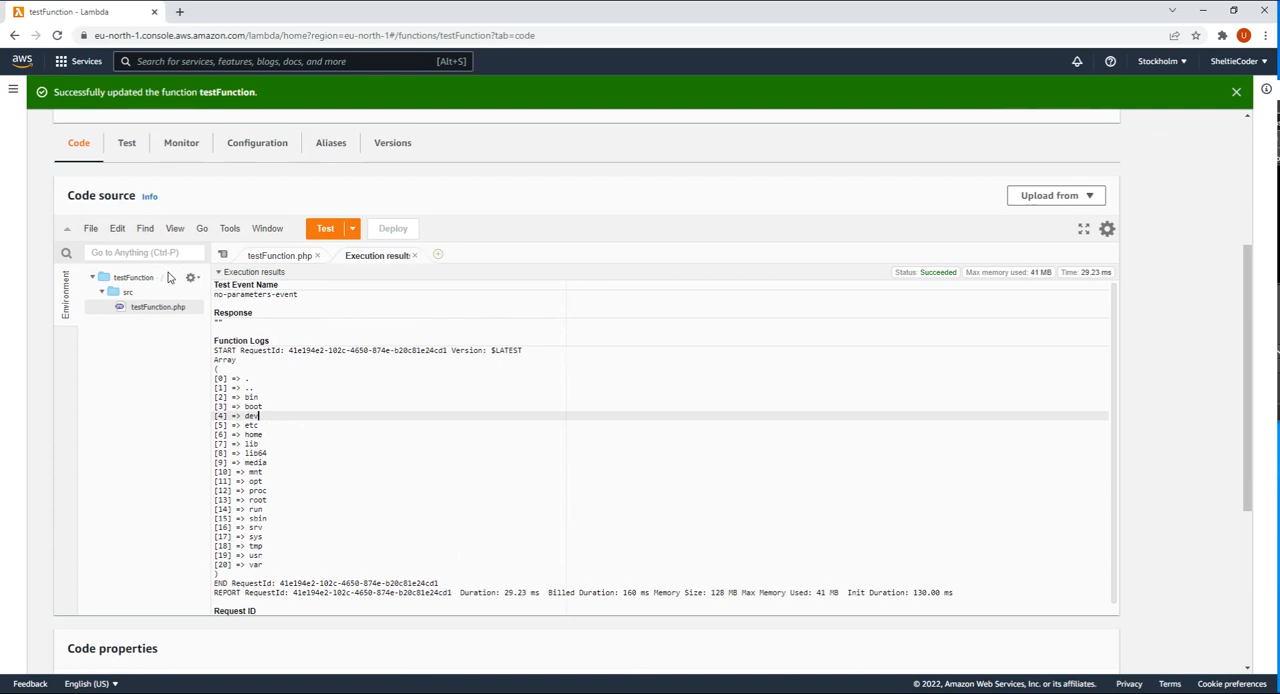 testFunction - Lambda
eu-north-1.console.aws.amazon.com/lambda/home?region=eu-north-1#/functions/testFunction?tab=code
U
aws
Services
Search for services, features, blogs, docs, and more
[Alt+S]
Stockholm
SheltieCoder
Successfully updated the function testFunction.
Code
Test
Monitor
Configuration
Aliases
Versions
Code source
Info
Upload from
File
Edit
Find
View
Go
Tools
Window
Test
Deploy
Go to Anything (Ctrl-P)
testFunction.php
Execution results
Environment
testFunction - /
src
testFunction.php
Execution results
Status: Succeeded
Max memory used: 41 MB
Time: 29.23 ms
Test Event Name
no-parameters-event
Response
""
Function Logs
START RequestId: 41e194e2-102c-4650-874e-b20c81e24cd1 Version: $LATEST
Array
(
[0] => .
[1] => ..
[2] => bin
[3] => boot
[4] => dev
[5] => etc
[6] => home
[7] => lib
[8] => lib64
[9] => media
[10] => mnt
[11] => opt
[12] => proc
[13] => root
[14] => run
[15] => sbin
[16] => srv
[17] => sys
[18] => tmp
[19] => usr
[20] => var
)
END RequestId: 41e194e2-102c-4650-874e-b20c81e24cd1
REPORT RequestId: 41e194e2-102c-4650-874e-b20c81e24cd1 Duration: 29.23 ms Billed Duration: 160 ms Memory Size: 128 MB Max Memory Used: 41 MB Init Duration: 130.00 ms
Request ID
Code properties
Feedback
English (US)
© 2022, Amazon Web Services, Inc. or its affiliates.
Privacy
Terms
Cookie preferences